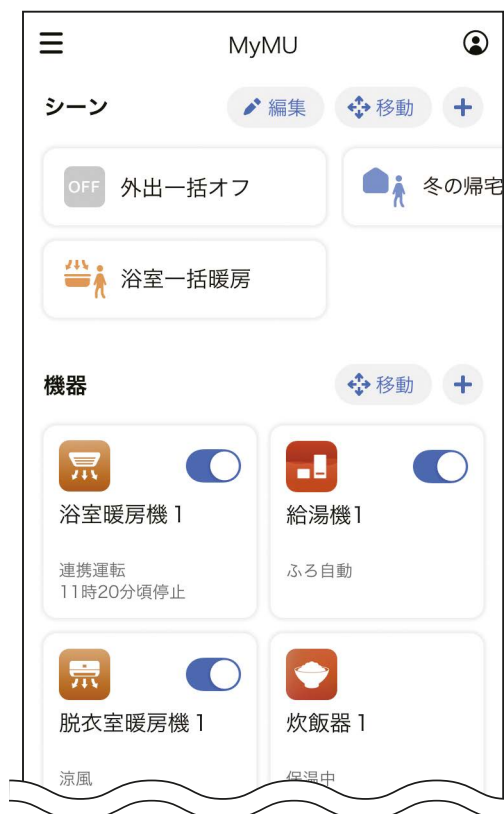 MyMU
シーン
編集
移動
OFF 外出一括オフ
冬の帰宅
浴室一括暖房
機器
移動
浴室暖房機 1
連携運転
11時20分頃停止
給湯機1
ふろ自動
脱衣室暖房機 1
涼風
炊飯器 1
保温中